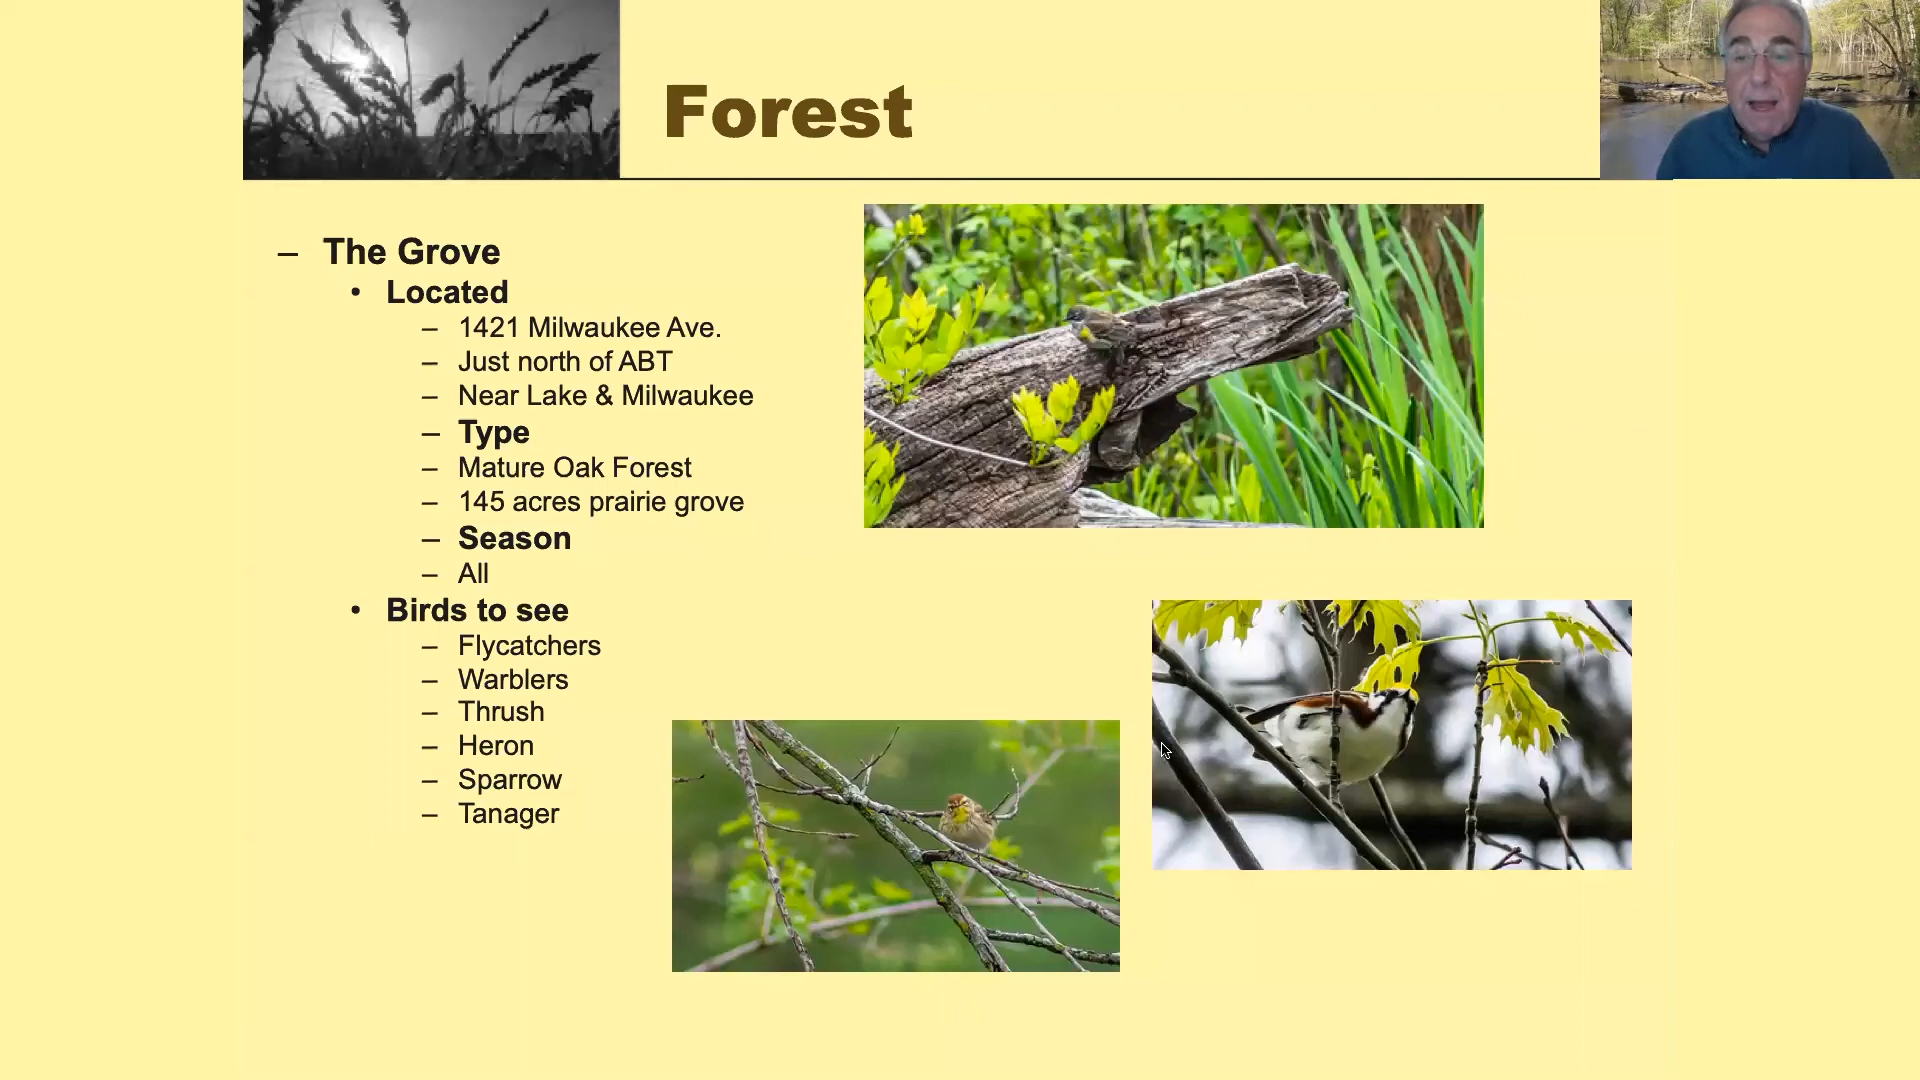 Forest
– The Grove
• Located
– 1421 Milwaukee Ave.
– Just north of ABT
– Near Lake & Milwaukee
– Type
– Mature Oak Forest
– 145 acres prairie grove
– Season
– All
• Birds to see
– Flycatchers
– Warblers
– Thrush
– Heron
– Sparrow
– Tanager